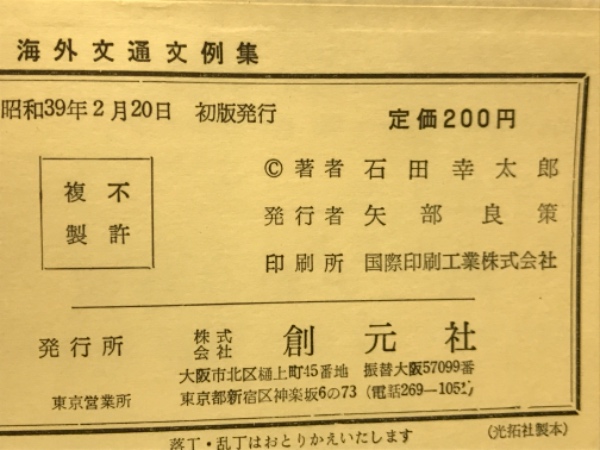 海外文通文例集
昭和39年2月20日 初版発行
定価200円
不許
複製
©著者 石田幸太郎
発行者 矢部良策
印刷所 国際印刷工業株式会社
発行所 株式会社 創元社
大阪市北区樋上町45番地 振替大阪57099番
東京営業所 東京都新宿区神楽坂6の73 (電話269―1051)
落丁・乱丁はおとりかえいたします
(光拓社製本)